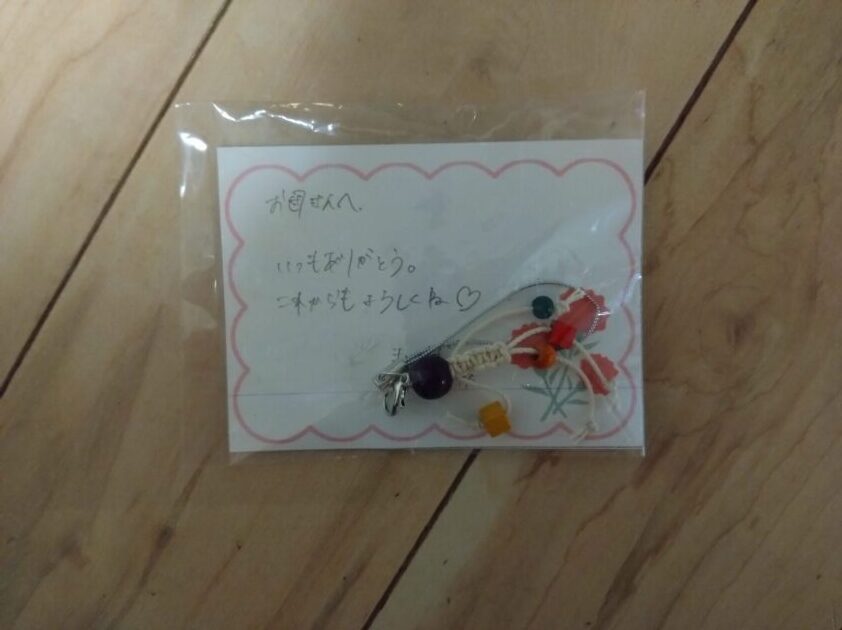 お母さんへ.
いつもありがとう。
これからもよろしくね♡